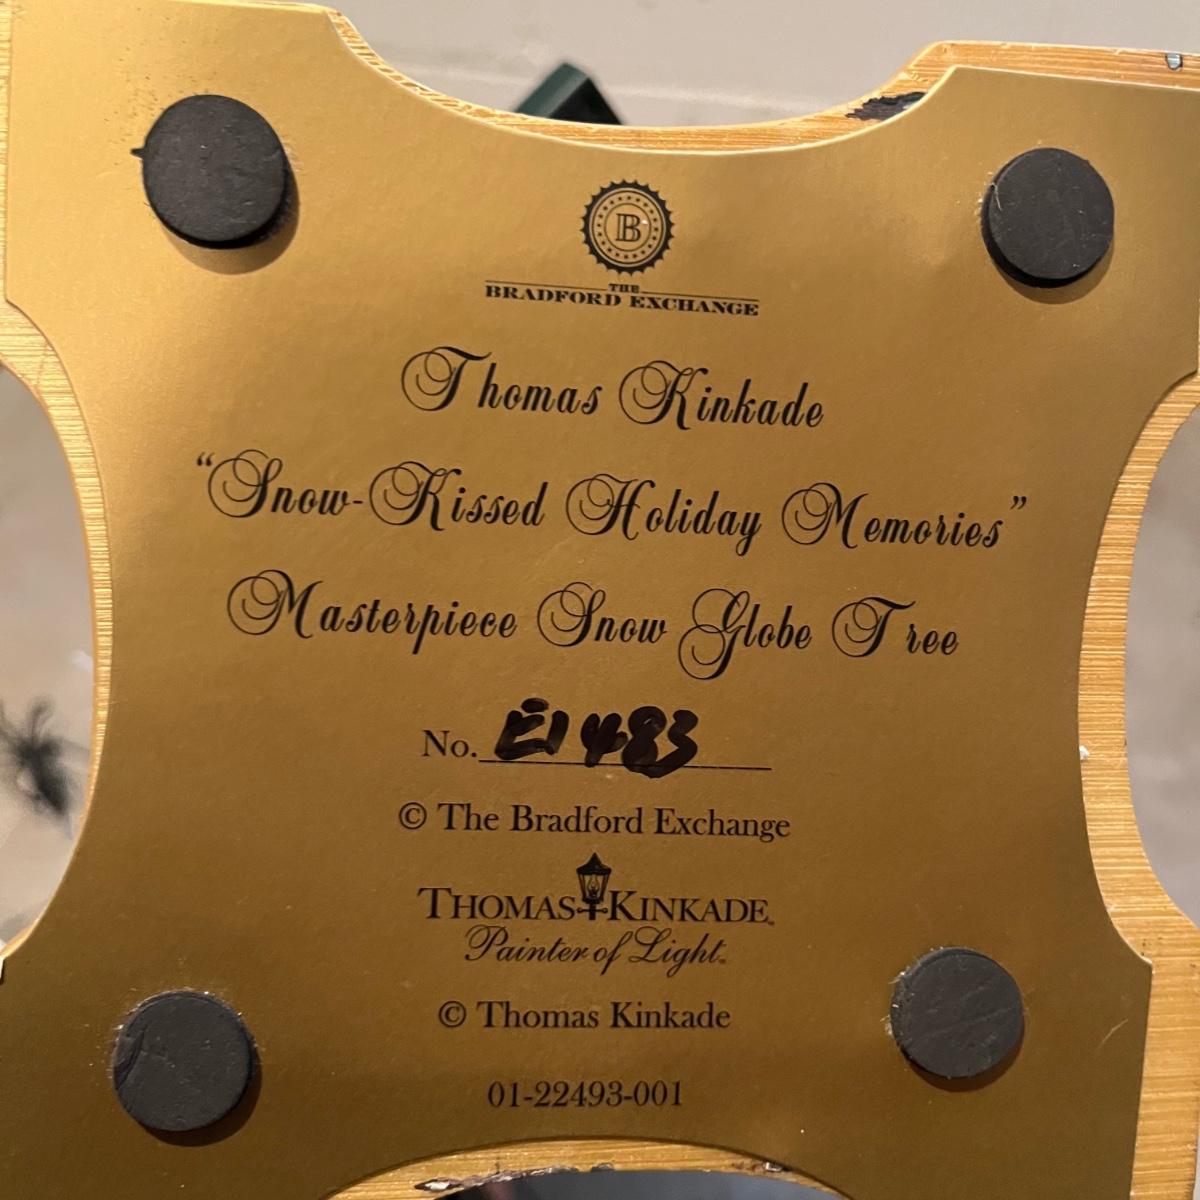 B
THE
BRADFORD EXCHANGE
Thomas Kinkade
“Snow-Kissed Holiday Memories”
Masterpiece Snow Globe Tree
No. E1483
© The Bradford Exchange
THOMAS KINKADE
Painter of Light
© Thomas Kinkade
01-22493-001